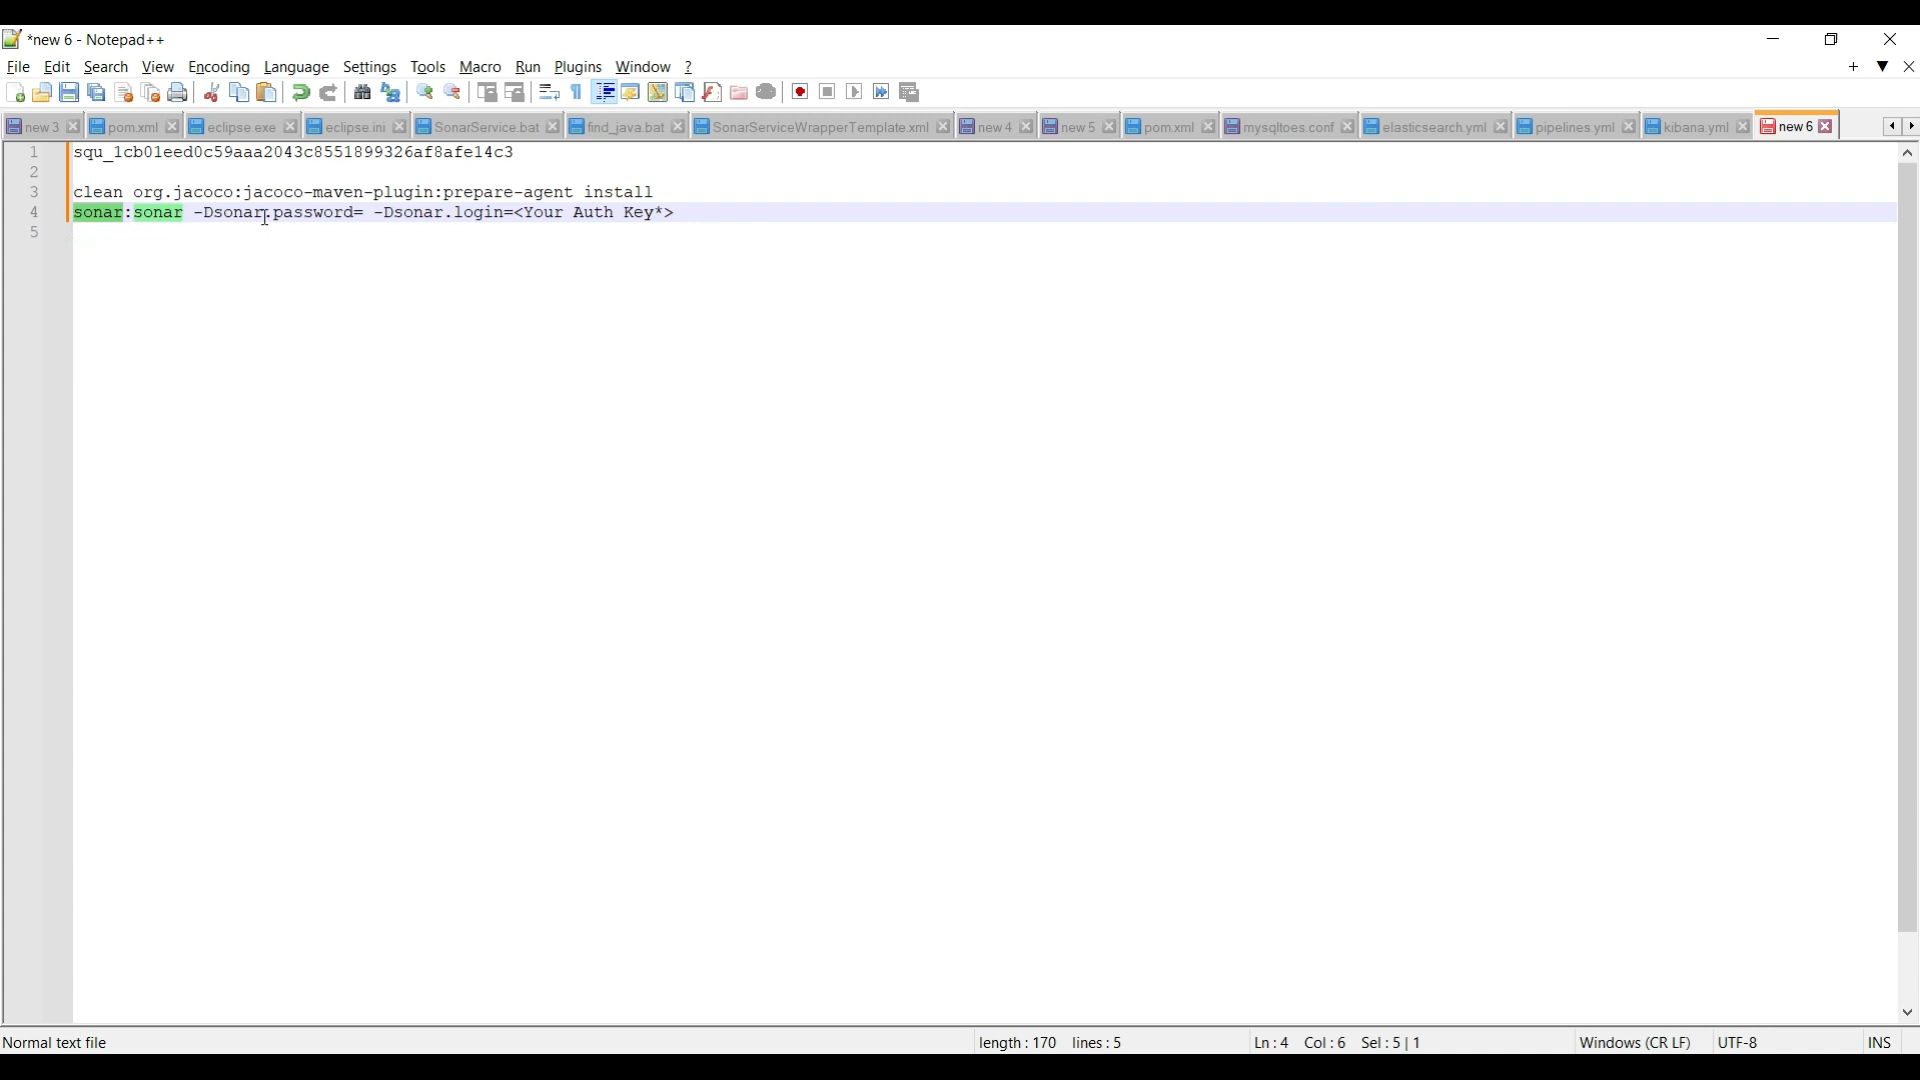 *new 6 - Notepad++
File Edit Search View Encoding Language Settings Tools Macro Run Plugins Window ?
new 3 pom.xml eclipse.exe eclipse.ini SonarService.bat find_java.bat SonarServiceWrapperTemplate.xml new 4 new 5 pom.xml mysqltoes.conf elasticsearch.yml pipelines.yml kibana.yml new 6
1 squ_1cb01eed0c59aaa2043c8551899326af8afe14c3
2
3 clean org.jacoco:jacoco-maven-plugin:prepare-agent install
4 sonar:sonar -Dsonar.password= -Dsonar.login=<Your Auth Key*>
5
Normal text file length : 170 lines : 5 Ln : 4 Col : 6 Sel : 5 | 1 Windows (CR LF) UTF-8 INS